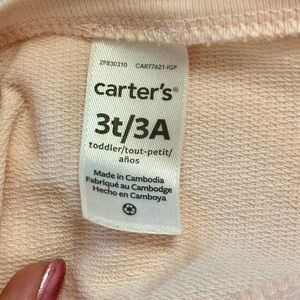 2P830310 CAR77621-IGP
carter's®
3t/3A
toddler/tout-petit/
años
Made in Cambodia
Fabriqué au Cambodge
Hecho en Camboya